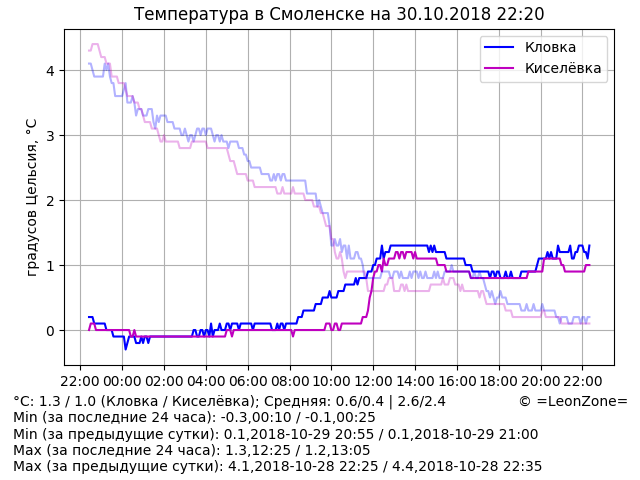 Температура в Смоленске на 30.10.2018 22:20
Кловка
Киселёвка
градусов Цельсия, °C
4
3
2
1
0
22:00 00:00 02:00 04:00 06:00 08:00 10:00 12:00 14:00 16:00 18:00 20:00 22:00
°C: 1.3 / 1.0 (Кловка / Киселёвка); Средняя: 0.6/0.4 | 2.6/2.4 © =LeonZone=
Min (за последние 24 часа): -0.3,00:10 / -0.1,00:25
Min (за предыдущие сутки): 0.1,2018-10-29 20:55 / 0.1,2018-10-29 21:00
Max (за последние 24 часа): 1.3,12:25 / 1.2,13:05
Max (за предыдущие сутки): 4.1,2018-10-28 22:25 / 4.4,2018-10-28 22:35